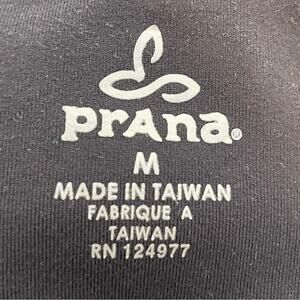 prAna®
M
MADE IN TAIWAN
FABRIQUE A
TAIWAN
RN 124977